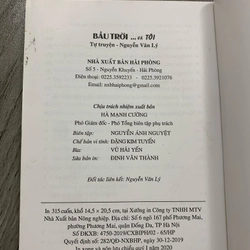 BẦU TRỜI ... và TÔI
Tự truyện - Nguyễn Văn Lý
NHÀ XUẤT BẢN HẢI PHÒNG
Số 5 - Nguyễn Khuyến - Hải Phòng
Điện thoại: 0225.3592233 - 0225.3921076
Email: nxbhaiphong@gmail.com
Chịu trách nhiệm xuất bản
HÀ MẠNH CƯỜNG
Phó Giám đốc - Phó Tổng biên tập phụ trách
Biên tập: NGUYỄN ÁNH NGUYỆT
Chế bản vi tính: ĐẶNG KIM TUYẾN
Bìa: VŨ HẢI YẾN
Sửa bản in: ĐINH VĂN THÀNH
Đối tác liên kết: Nguyễn Văn Lý
In 315 cuốn, khổ 14,5 x 20,5 cm, tại Xưởng in Công ty TNHH MTV
Nhà Xuất bản Nông nghiệp. Địa chỉ: Số 6 ngõ 167 phố Phương Mai,
phường Phương Mai, quận Đống Đa, TP Hà Nội
Số ĐKXB: 4750-2019/CXBIPH/02 - 65/HP
Quyết định số: 282/QĐ-NXBHP, ngày 30-12-2019
In xong và nộp lưu chiểu quý I năm 2020